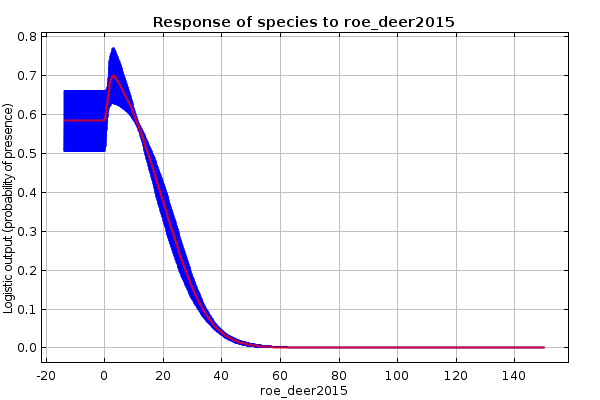 Response of species to roe_deer2015
Logistic output (probability of presence)
0.8
0.7
0.6
0.5
0.4
0.3
0.2
0.1
0.0
-20 0 20 40 60 80 100 120 140
roe_deer2015